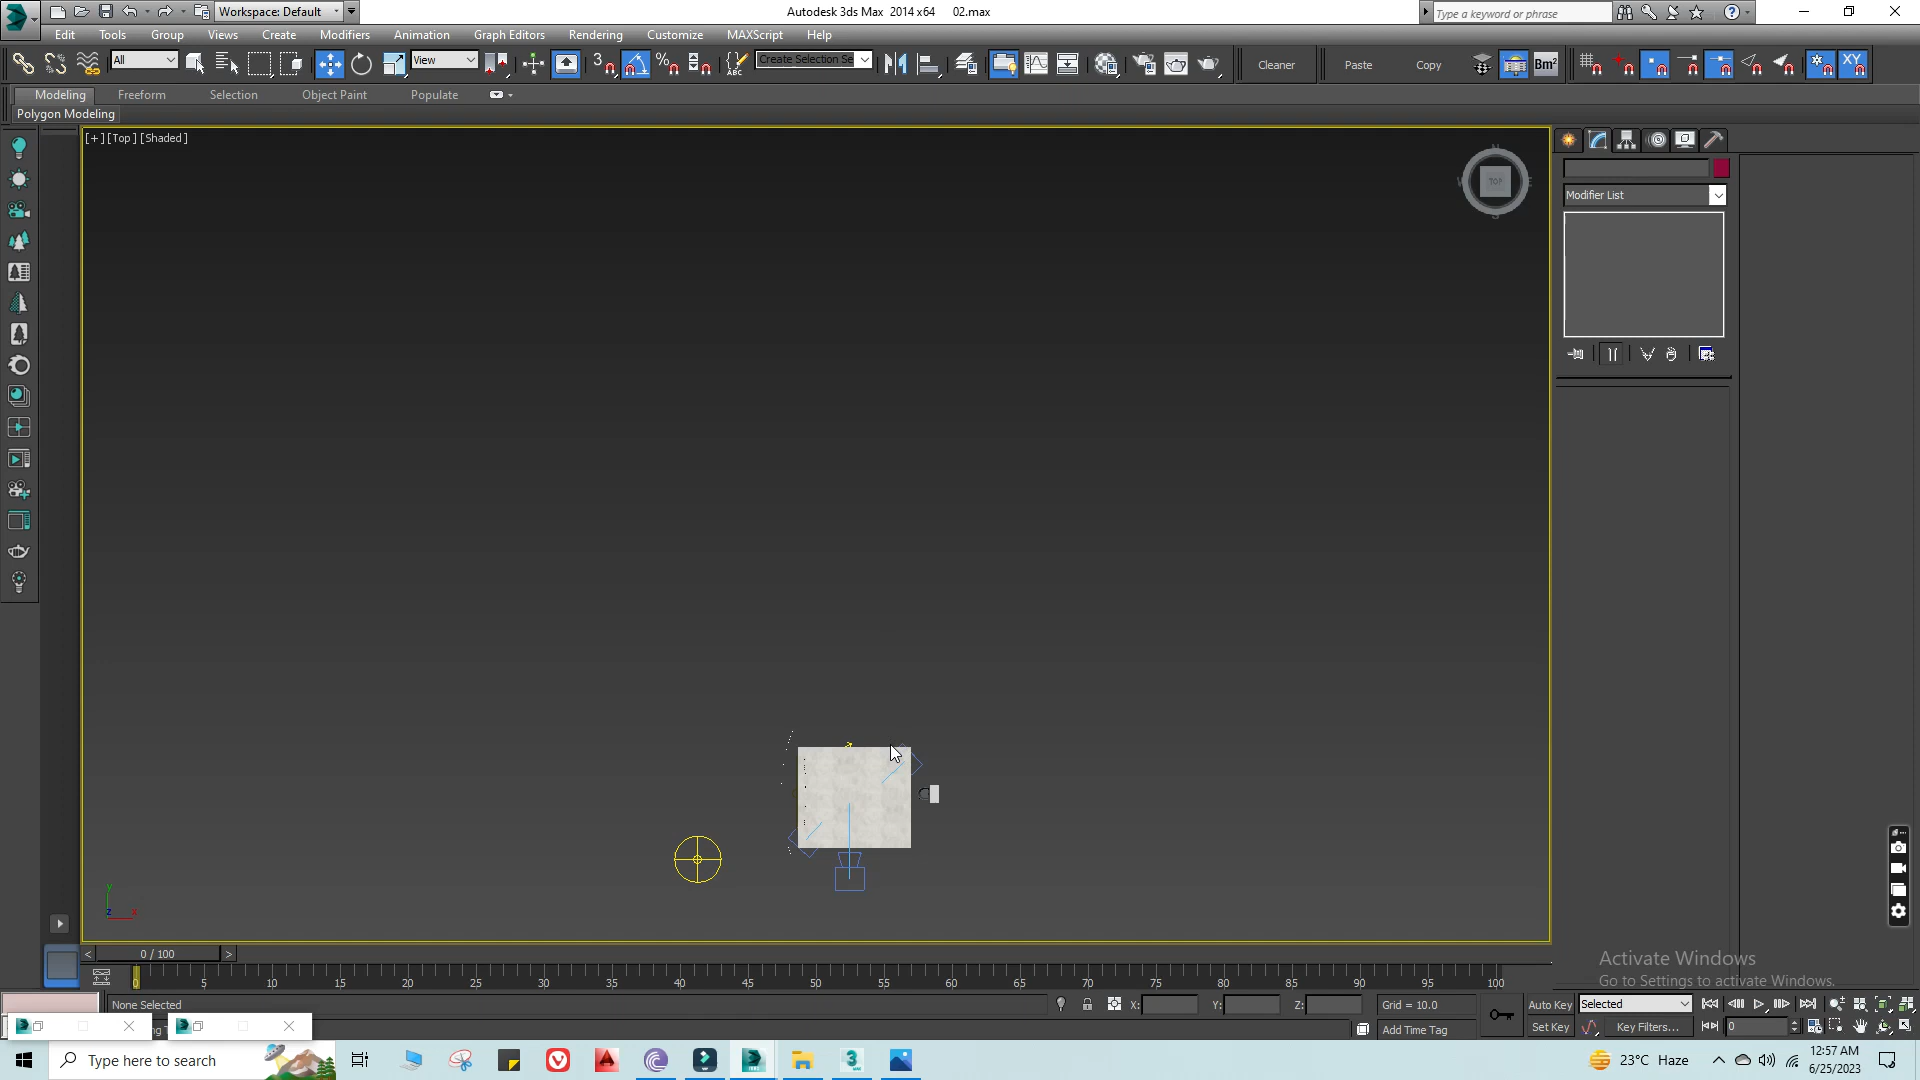 Workspace: Default
Autodesk 3ds Max 2014 x64 02.max
Type a keyword or phrase
Edit Tools Group Views Create Modifiers Animation Graph Editors Rendering Customize MAXScript Help
All View Create Selection Se Cleaner Paste Copy Bm² XY
Modeling Freeform Selection Object Paint Populate
Polygon Modeling
[+][Top][Shaded]
N
TOP
Modifier List
y
z x
Activate Windows
Go to Settings to activate Windows.
0 / 100
0 5 10 15 20 25 30 35 40 45 50 55 60 65 70 75 80 85 90 95 100
None Selected X: Y: Z: Grid = 10.0 Auto Key Selected
Add Time Tag Set Key Key Filters... 0
Type here to search
23°C Haze
12:57 AM
6/25/2023